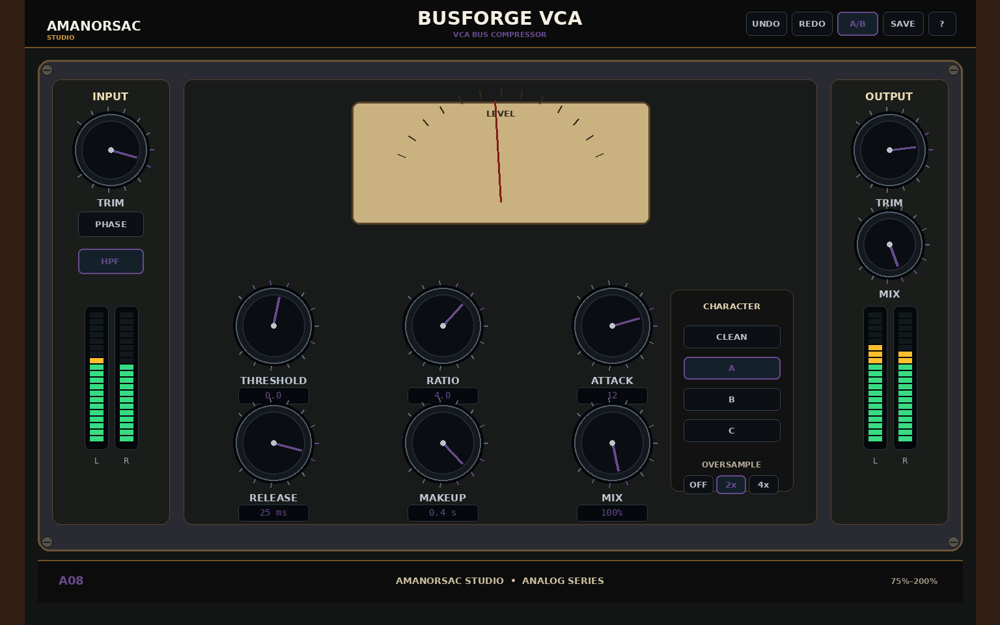 AMANORSAC
STUDIO
BUSFORGE VCA
VCA BUS COMPRESSOR
UNDO
REDO
A/B
SAVE
?
INPUT
TRIM
PHASE
HPF
L
R
LEVEL
THRESHOLD
0.0
RATIO
4.0
ATTACK
12
RELEASE
25 ms
MAKEUP
0.4 s
MIX
100%
CHARACTER
CLEAN
A
B
C
OVERSAMPLE
OFF
2x
4x
OUTPUT
TRIM
MIX
L
R
A08
AMANORSAC STUDIO • ANALOG SERIES
75%–200%